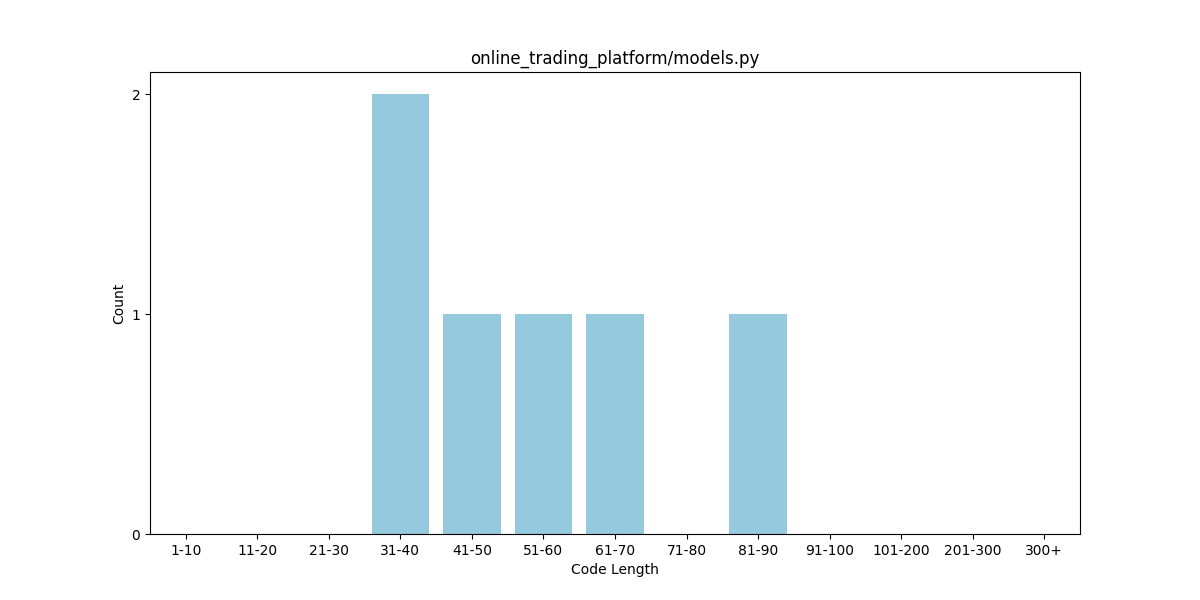 online_trading_platform/models.py
Count
2
1
0
1-10 11-20 21-30 31-40 41-50 51-60 61-70 71-80 81-90 91-100 101-200 201-300 300+
Code Length